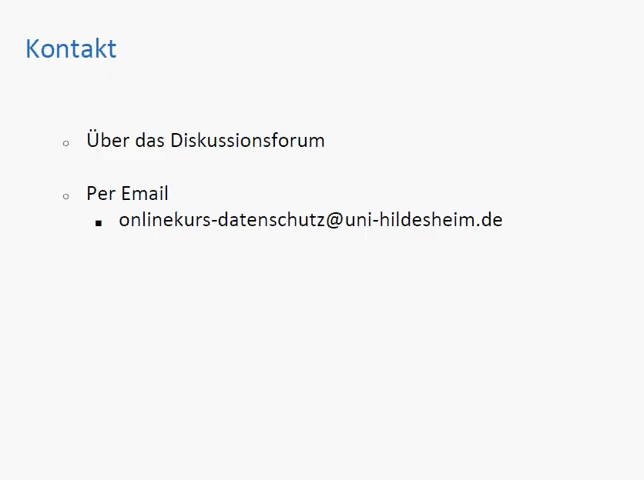 Kontakt
Über das Diskussionsforum
Per Email
onlinekurs-datenschutz@uni-hildesheim.de